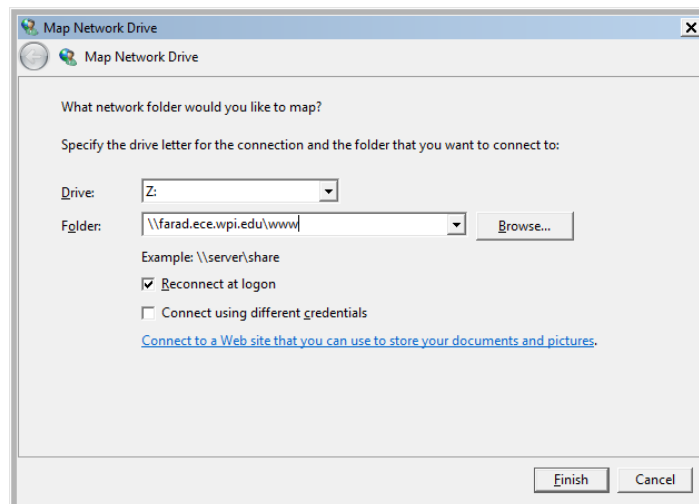 Map Network Drive
Map Network Drive
What network folder would you like to map?
Specify the drive letter for the connection and the folder that you want to connect to:
Drive: Z:
Folder: \\farad.ece.wpi.edu\www Browse...
Example: \\server\share
Reconnect at logon
Connect using different credentials
Connect to a Web site that you can use to store your documents and pictures.
Finish Cancel